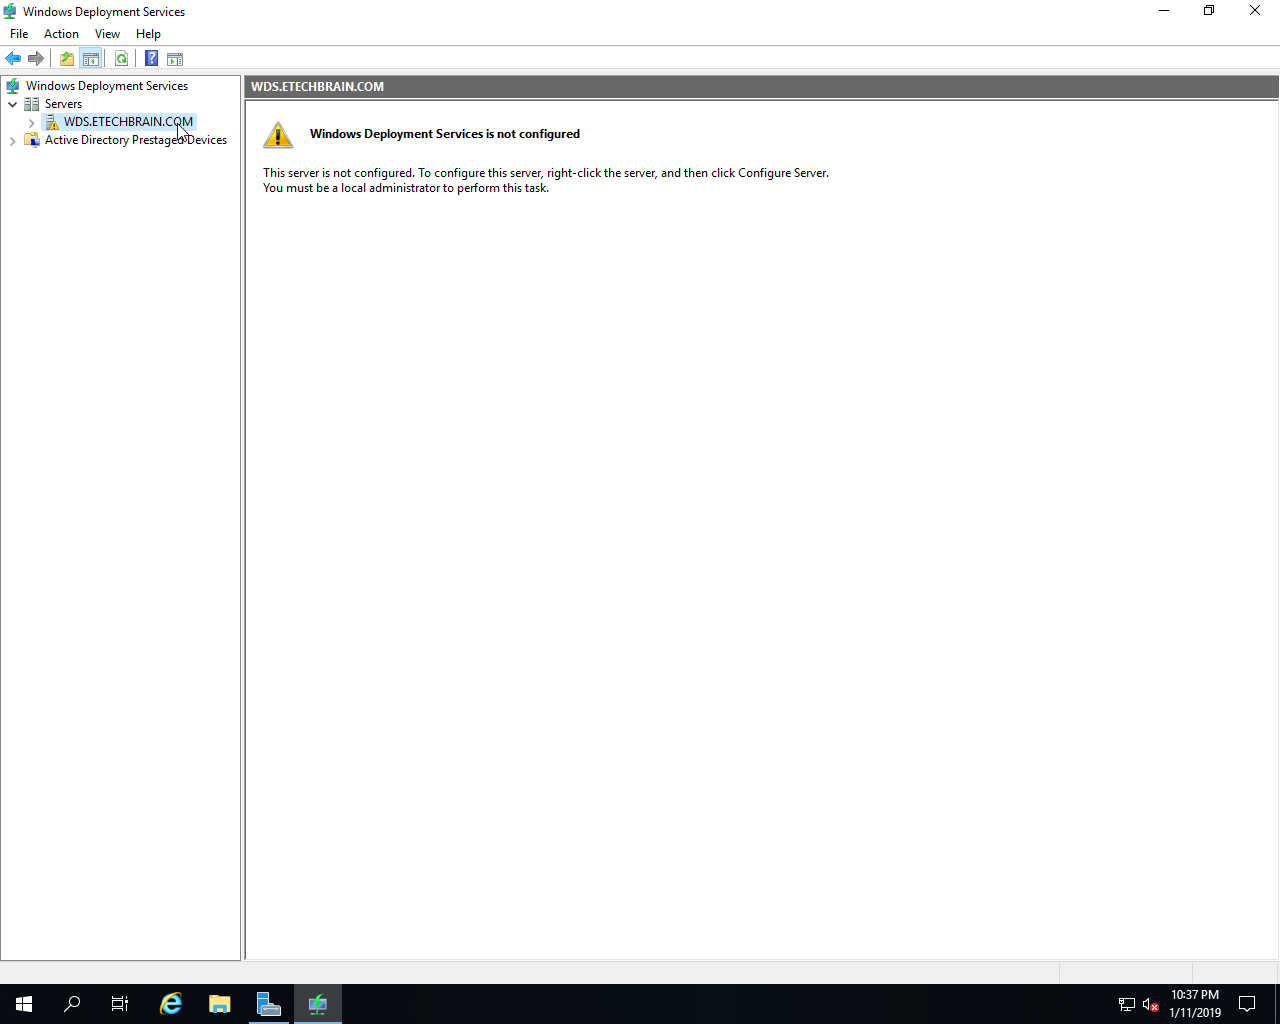 Windows Deployment Services
File Action View Help
Windows Deployment Services
Servers
WDS.ETECHBRAIN.COM
Active Directory Prestaged Devices
WDS.ETECHBRAIN.COM
Windows Deployment Services is not configured
This server is not configured. To configure this server, right-click the server, and then click Configure Server.
You must be a local administrator to perform this task.
10:37 PM
1/11/2019